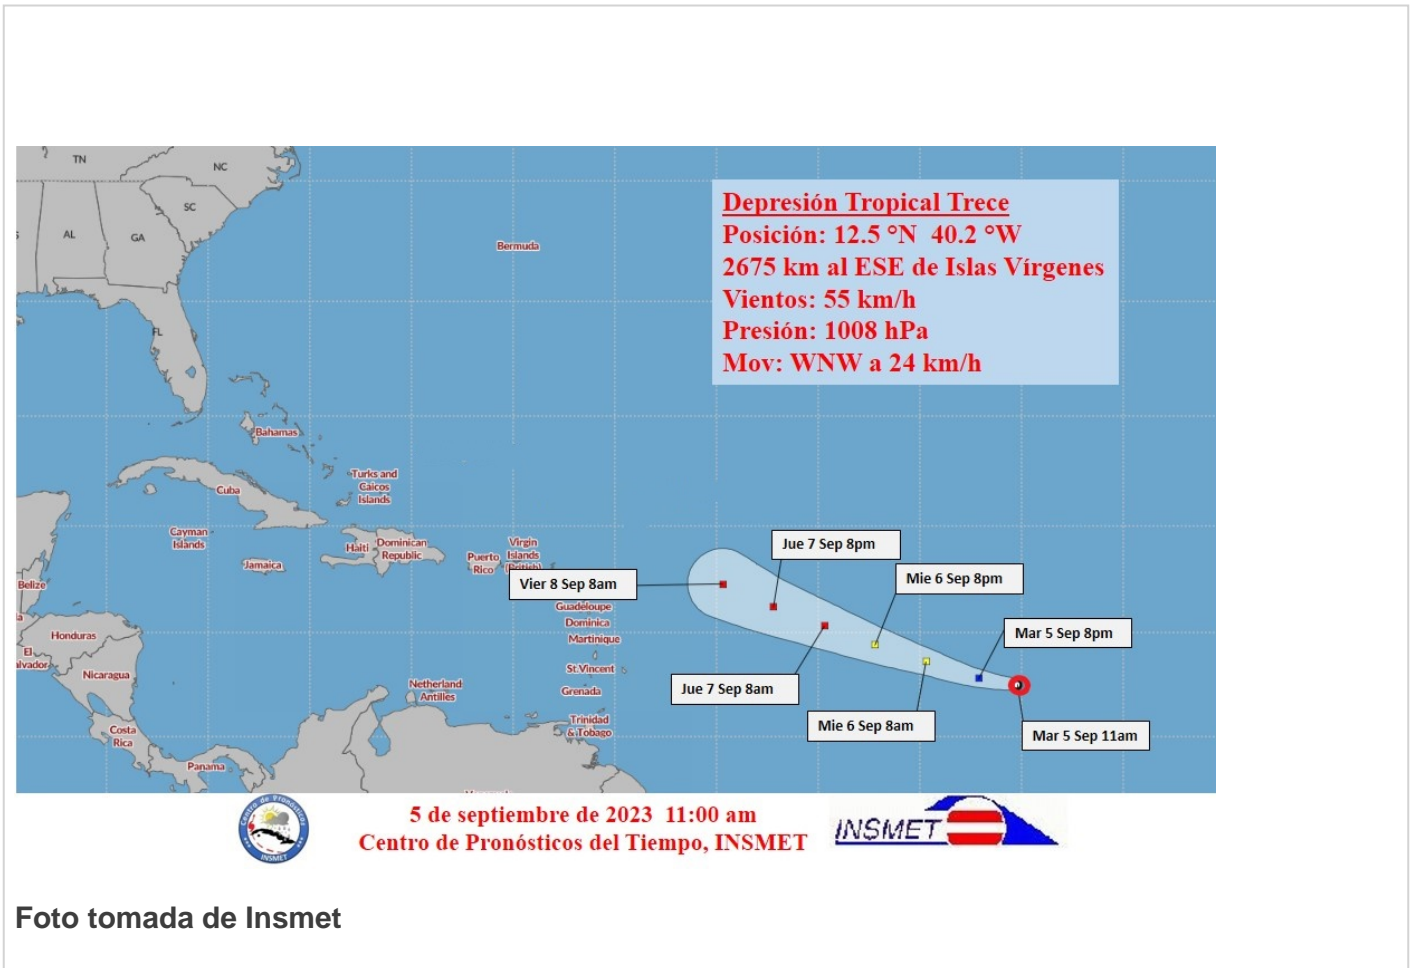 TN
NC
SC
AL
GA
FL
Bermuda
Depresión Tropical Trece
Posición: 12.5 °N 40.2 °W
2675 km al ESE de Islas Vírgenes
Vientos: 55 km/h
Presión: 1008 hPa
Mov: WNW a 24 km/h
Bahamas
Turks and
Caicos
Islands
Cuba
Cayman
Islands
Jamaica
Haiti
Dominican
Republic
Puerto
Rico
Virgin
Islands
Belize
Honduras
El
Nicaragua
Costa
Rica
Panama
Netherland
Antilles
Guadeloupe
Dominica
Martinique
St.Vincent
Grenada
Trinidad
& Tobago
Vier 8 Sep 8am
Jue 7 Sep 8pm
Mie 6 Sep 8pm
Mar 5 Sep 8pm
Jue 7 Sep 8am
Mie 6 Sep 8am
Mar 5 Sep 11am
Centro de Pronósticos
INSMET
5 de septiembre de 2023 11:00 am
Centro de Pronósticos del Tiempo, INSMET
INSMET
Foto tomada de Insmet